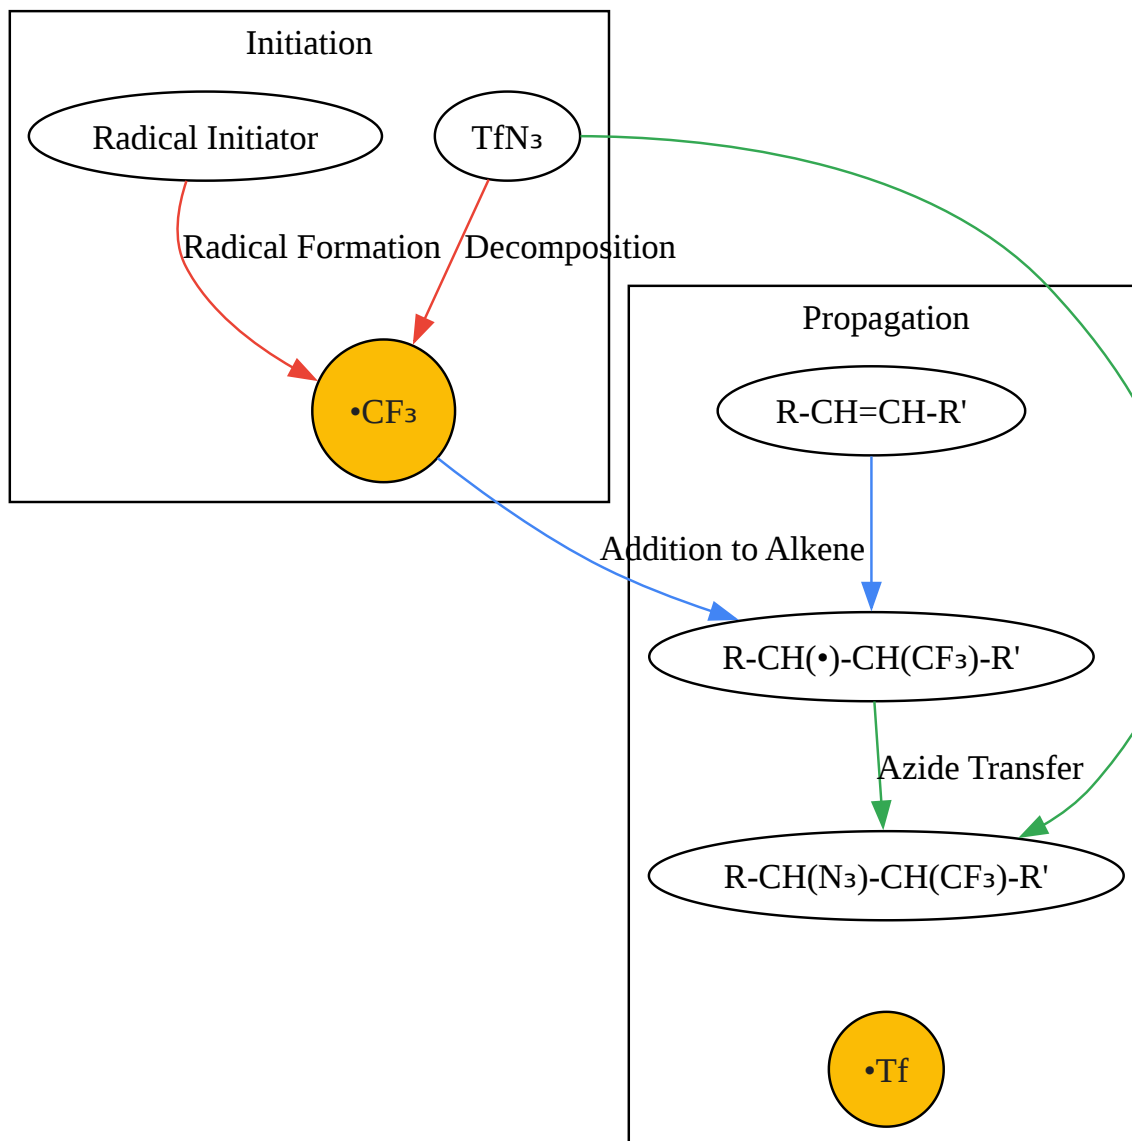 Initiation
Radical Initiator
TfN₃
Radical Formation
Decomposition
•CF₃
Propagation
R-CH=CH-R'
Addition to Alkene
R-CH(•)-CH(CF₃)-R'
Azide Transfer
R-CH(N₃)-CH(CF₃)-R'
•Tf